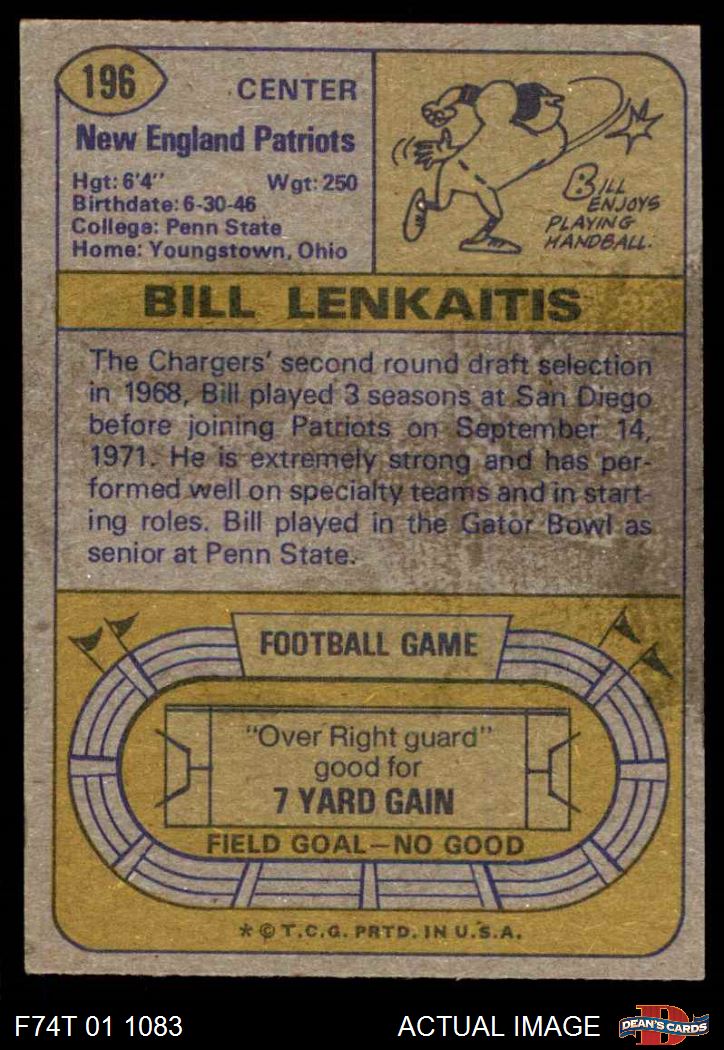 196
CENTER
New England Patriots
Hgt: 6'4" Wgt: 250
Birthdate: 6-30-46
College: Penn State
Home: Youngstown, Ohio
BILL
ENJOYS
PLAYING
HANDBALL.
BILL LENKAITIS
The Chargers' second round draft selection
in 1968, Bill played 3 seasons at San Diego
before joining Patriots on September 14,
1971. He is extremely strong and has per-
formed well on specialty teams and in start-
ing roles. Bill played in the Gator Bowl as
senior at Penn State.
FOOTBALL GAME
"Over Right guard"
good for
7 YARD GAIN
FIELD GOAL—NO GOOD
* © T.C.G. PRTD. IN U.S.A.
F74T 01 1083 ACTUAL IMAGE
D
DEAN'S CARDS